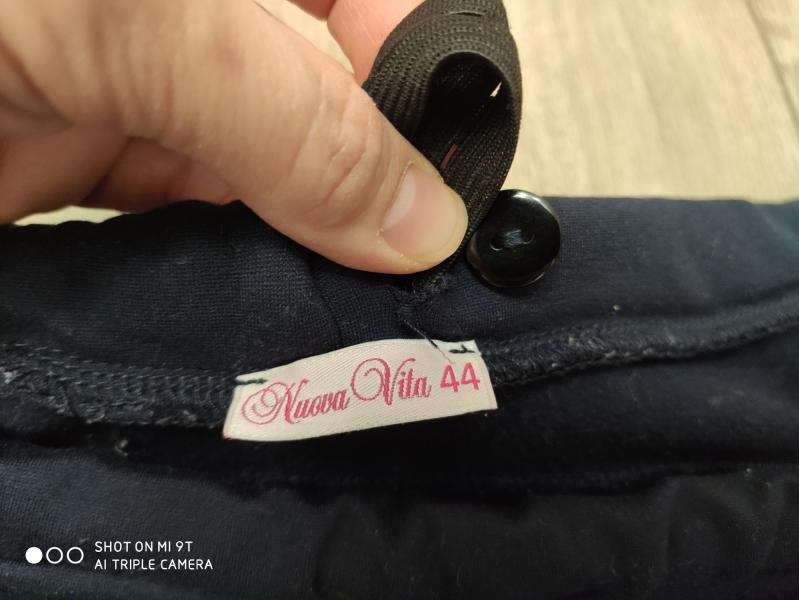 Nuova Vita 44
SHOT ON MI 9T
AI TRIPLE CAMERA